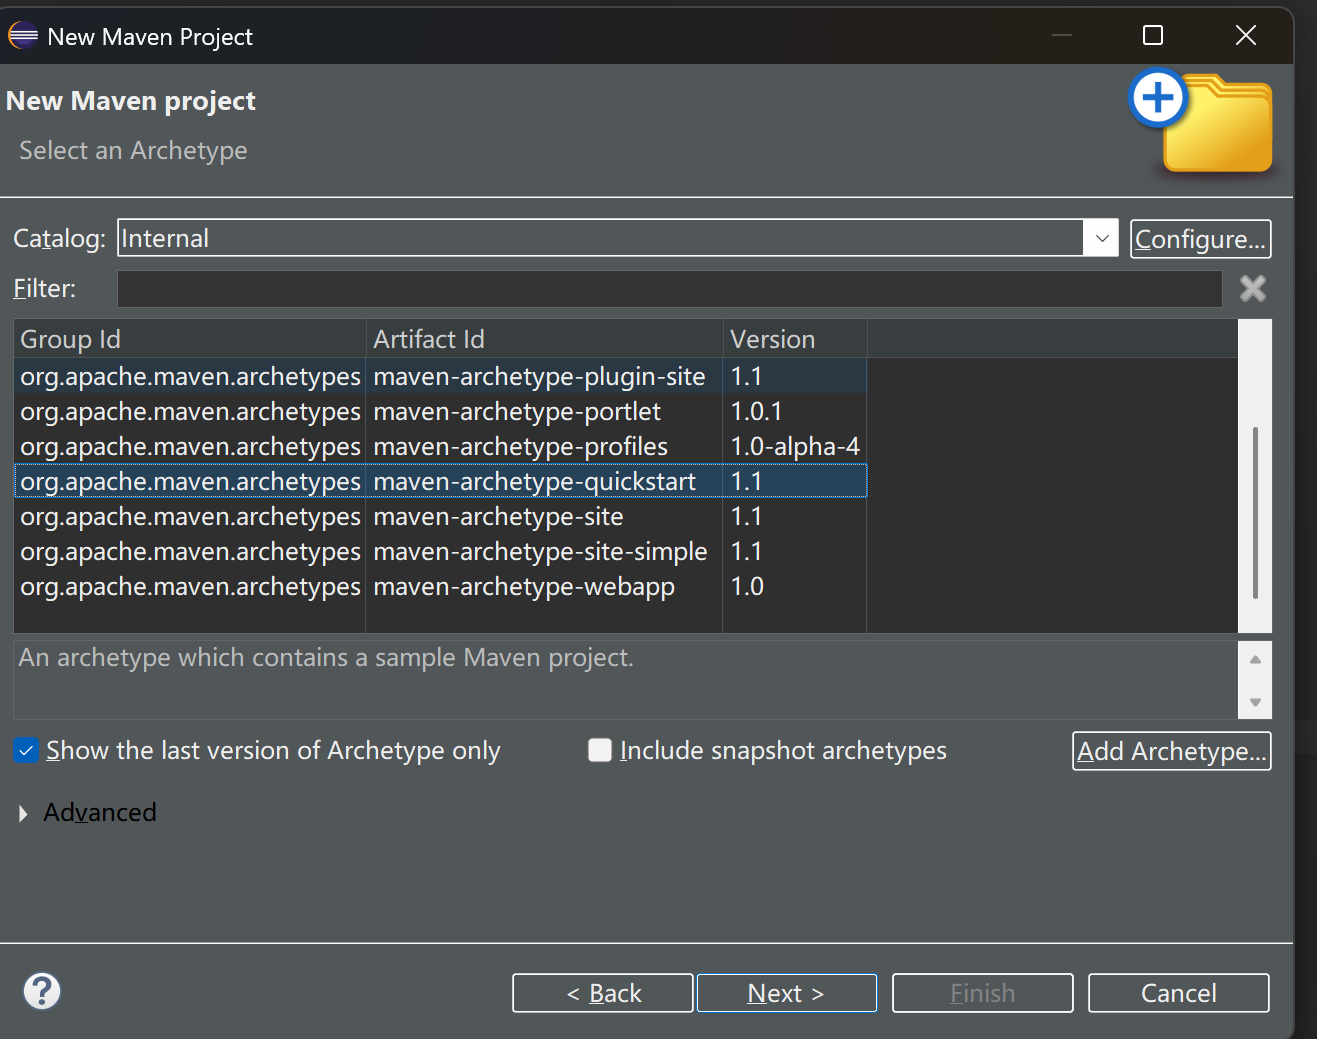 New Maven Project
New Maven project
Select an Archetype
Catalog: Internal Configure...
Filter:
Group Id Artifact Id Version
org.apache.maven.archetypes maven-archetype-plugin-site 1.1
org.apache.maven.archetypes maven-archetype-portlet 1.0.1
org.apache.maven.archetypes maven-archetype-profiles 1.0-alpha-4
org.apache.maven.archetypes maven-archetype-quickstart 1.1
org.apache.maven.archetypes maven-archetype-site 1.1
org.apache.maven.archetypes maven-archetype-site-simple 1.1
org.apache.maven.archetypes maven-archetype-webapp 1.0
An archetype which contains a sample Maven project.
Show the last version of Archetype only Include snapshot archetypes Add Archetype...
Advanced
? < Back Next > Finish Cancel